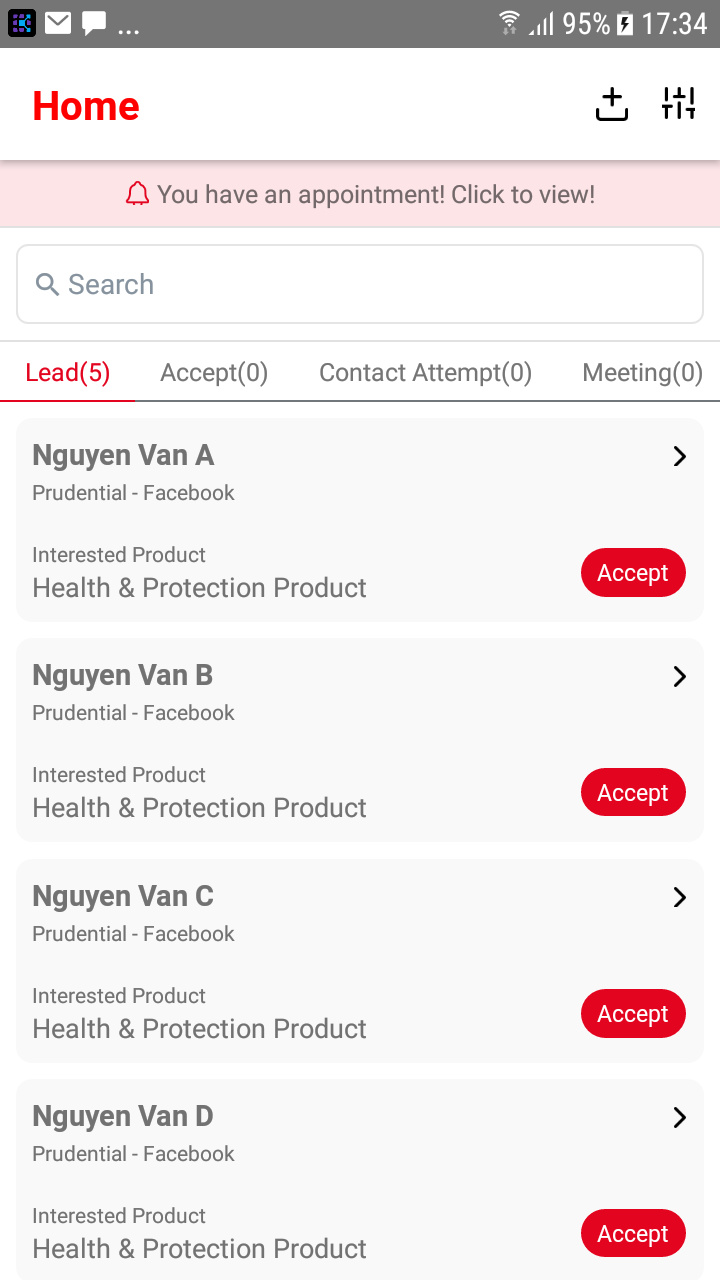 ... 95% 17:34
Home
You have an appointment! Click to view!
Search
Lead(5) Accept(0) Contact Attempt(0) Meeting(0)
Nguyen Van A
Prudential - Facebook
Interested Product
Health & Protection Product
Accept
Nguyen Van B
Prudential - Facebook
Interested Product
Health & Protection Product
Accept
Nguyen Van C
Prudential - Facebook
Interested Product
Health & Protection Product
Accept
Nguyen Van D
Prudential - Facebook
Interested Product
Health & Protection Product
Accept